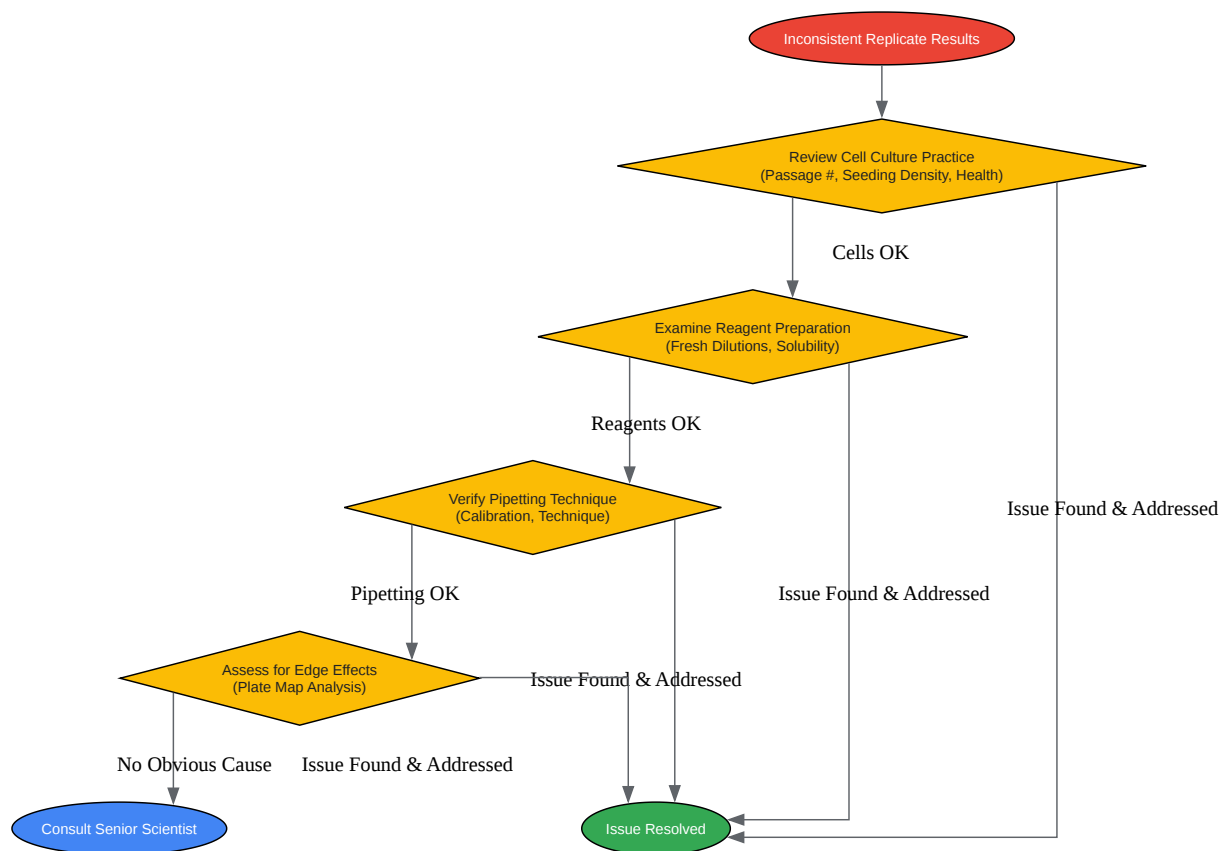 Inconsistent Replicate Results
Review Cell Culture Practice
(Passage #, Seeding Density, Health)
Cells OK
Examine Reagent Preparation
(Fresh Dilutions, Solubility)
Reagents OK
Verify Pipetting Technique
(Calibration, Technique)
Issue Found & Addressed
Pipetting OK
Issue Found & Addressed
Assess for Edge Effects
(Plate Map Analysis)
Issue Found & Addressed
No Obvious Cause
Issue Found & Addressed
Consult Senior Scientist
Issue Resolved